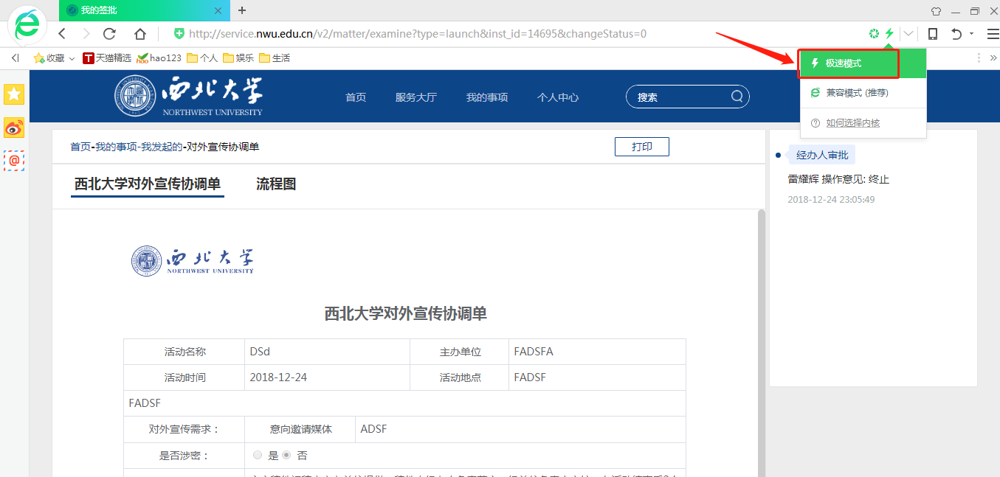 我的签批
http://service.nwu.edu.cn/v2/matter/examine?type=launch&inst_id=14695&changeStatus=0
收藏 T 天猫精选 hao hao123 个人 娱乐 生活
极速模式
兼容模式 (推荐)
如何选择内核
西北大学
NORTHWEST UNIVERSITY
首页 服务大厅 我的事项 个人中心 搜索
首页-我的事项-我发起的-对外宣传协调单 打印
西北大学对外宣传协调单 流程图
经办人审批
雷耀辉 操作意见: 终止
2018-12-24 23:05:49
西北大学
NORTHWEST UNIVERSITY
西北大学对外宣传协调单
活动名称 DSd 主办单位 FADSFA
活动时间 2018-12-24 活动地点 FADSF
FADSF
对外宣传需求： 意向邀请媒体 ADSF
是否涉密： 是 否